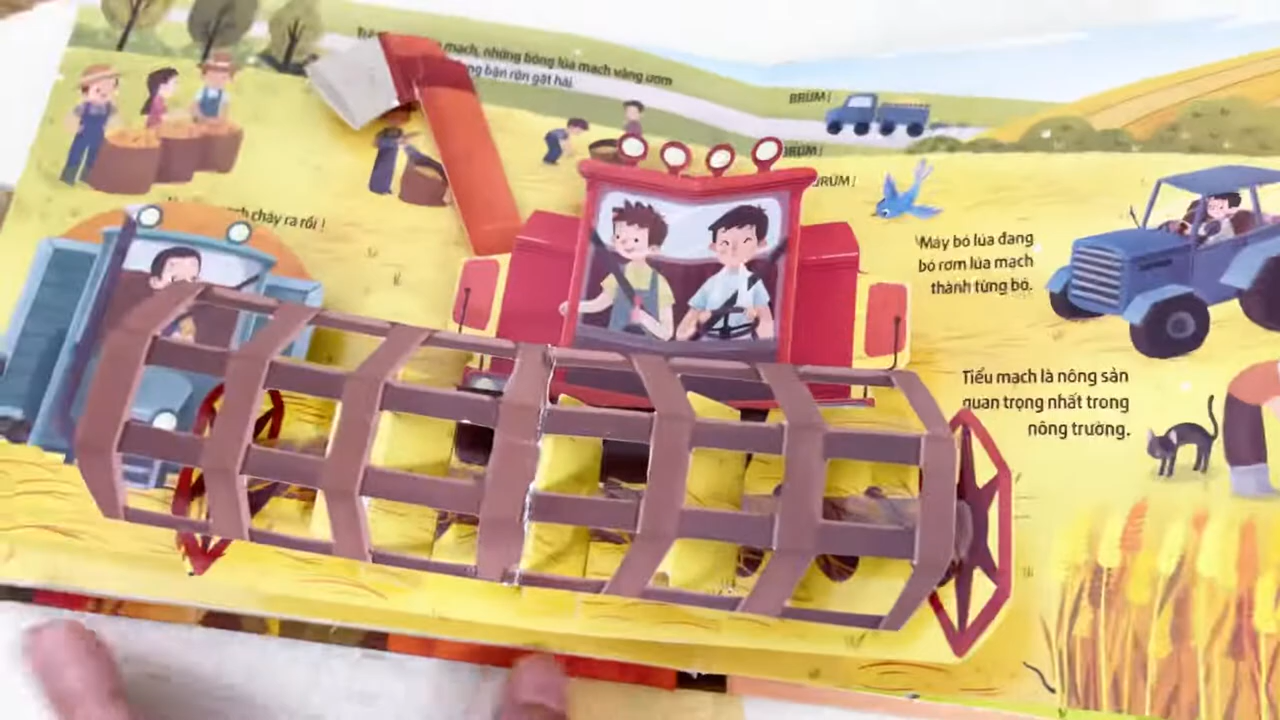 mạch, những bông lúa mạch vàng ươm
bận rộn gặt hái.
BRUM!
BRUM!
BRUM!
chảy ra rồi !
Máy bó lúa đang
bó rơm lúa mạch
thành từng bó.
Tiểu mạch là nông sản
quan trọng nhất trong
nông trường.